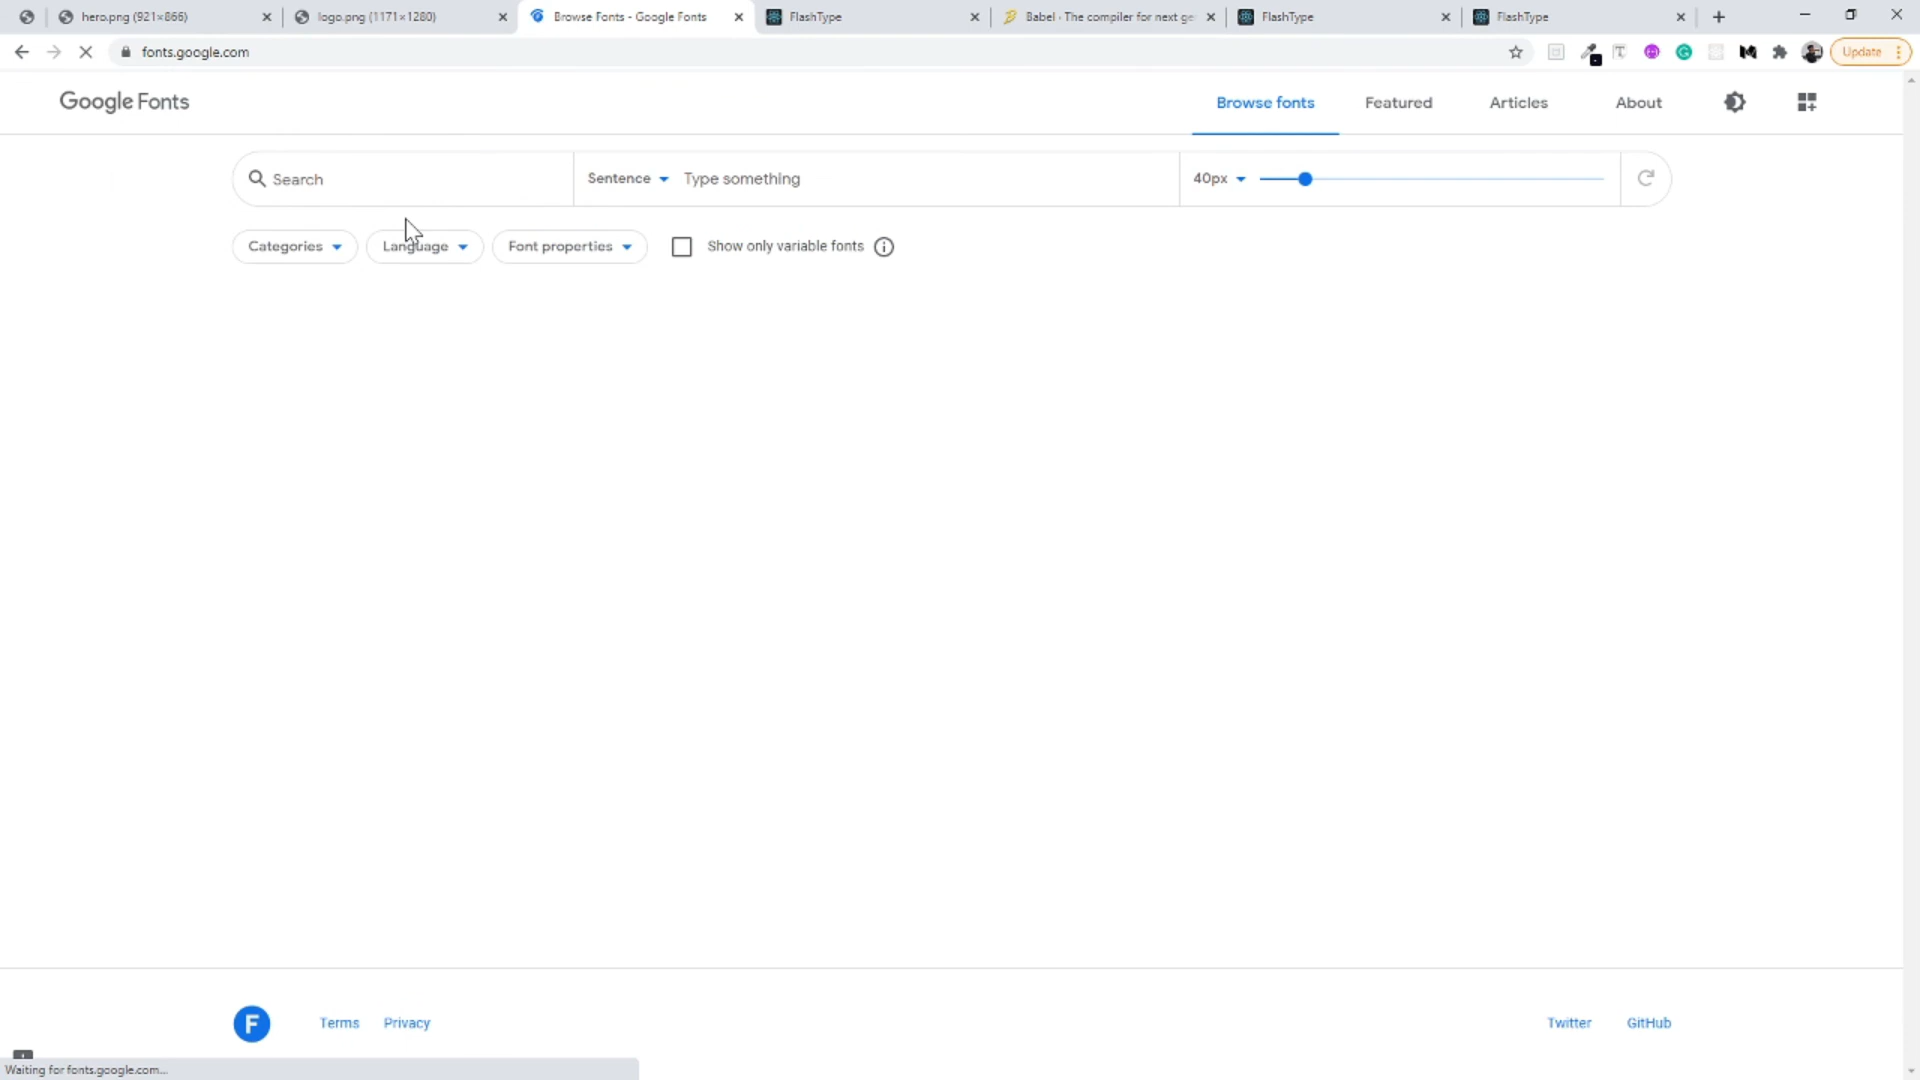 hero.png (921×866)
logo.png (1171×1280)
Browse Fonts - Google Fonts
FlashType
Babel · The compiler for next ge
FlashType
FlashType
fonts.google.com
Update
Google Fonts
Browse fonts
Featured
Articles
About
Search
Sentence
Type something
40px
Categories
Language
Font properties
Show only variable fonts
F
Terms
Privacy
Twitter
GitHub
Waiting for fonts.google.com...